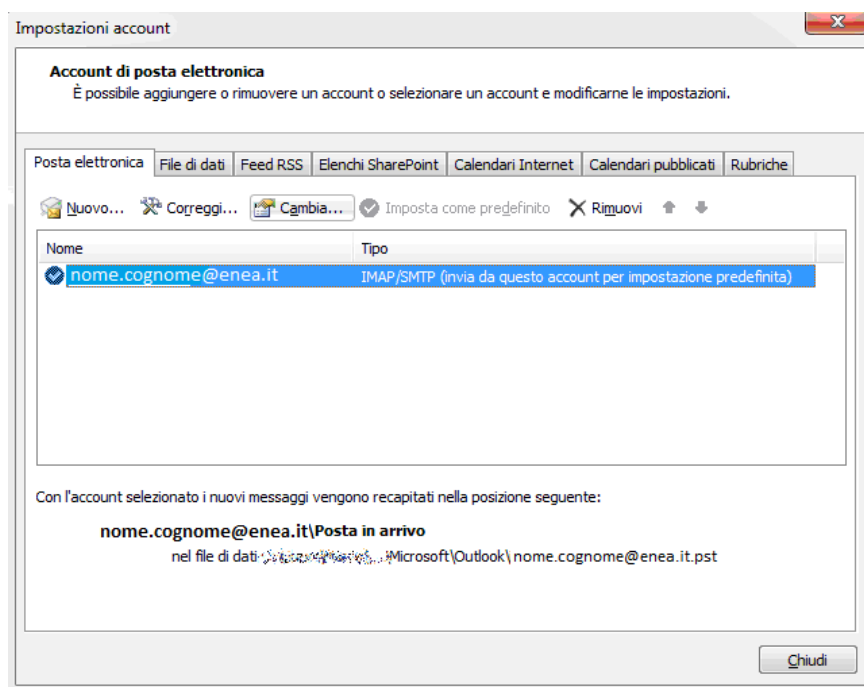 Impostazioni account
Account di posta elettronica
È possibile aggiungere o rimuovere un account o selezionare un account e modificarne le impostazioni.
Posta elettronica File di dati Feed RSS Elenchi SharePoint Calendari Internet Calendari pubblicati Rubriche
Nuovo... Correggi... Cambia... Imposta come predefinito Rimuovi
Nome Tipo
nome.cognome@enea.it IMAP/SMTP (invia da questo account per impostazione predefinita)
Con l'account selezionato i nuovi messaggi vengono recapitati nella posizione seguente:
nome.cognome@enea.it\Posta in arrivo
nel file di dati \Microsoft\Outlook\nome.cognome@enea.it.pst
Chiudi